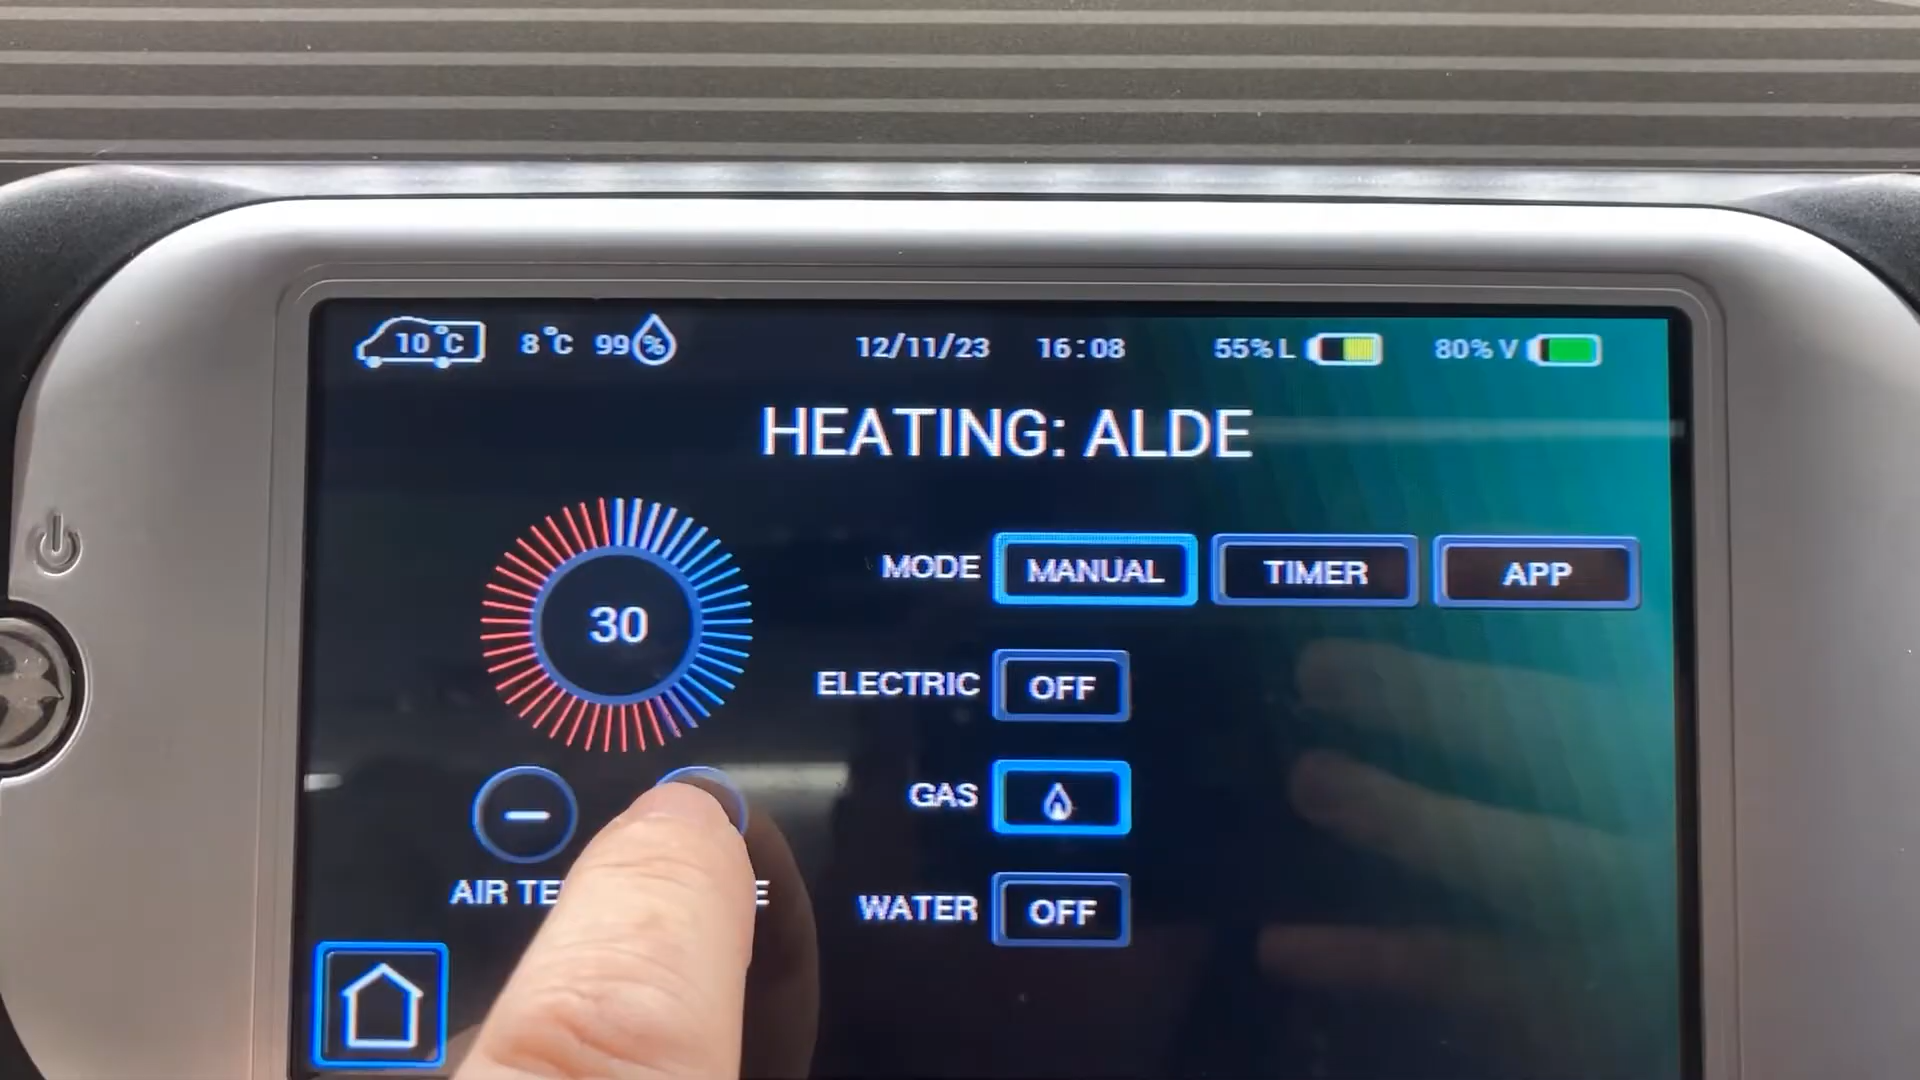 10°C 8°C 99% 12/11/23 16:08 55% L 80% V
HEATING: ALDE
30
MODE MANUAL TIMER APP
ELECTRIC OFF
GAS
AIR
WATER OFF